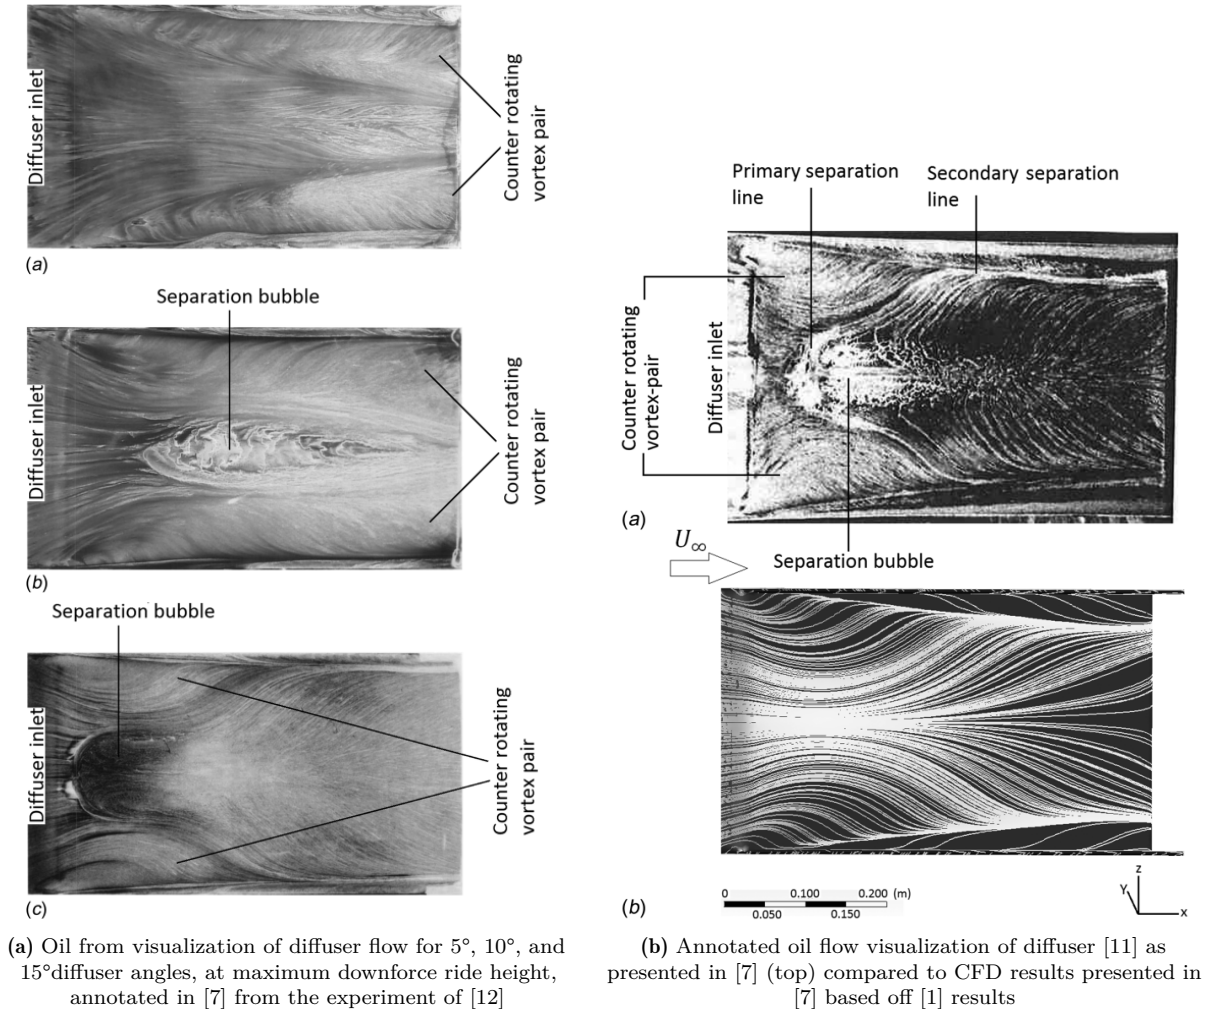 Diffuser inlet
Counter rotating
vortex pair
(a)
Separation bubble
Diffuser inlet
Counter rotating
vortex pair
(b)
Separation bubble
Diffuser inlet
Counter rotating
vortex pair
(c)
(a) Oil from visualization of diffuser flow for 5°, 10°, and
15°diffuser angles, at maximum downforce ride height,
annotated in [7] from the experiment of [12]
Primary separation
line
Secondary separation
line
Counter rotating
vortex-pair
Diffuser inlet
(a)
Separation bubble
U∞
0 0.100 0.200 (m)
0.050 0.150
z
Y
x
(b)
(b) Annotated oil flow visualization of diffuser [11] as
presented in [7] (top) compared to CFD results presented in
[7] based off [1] results